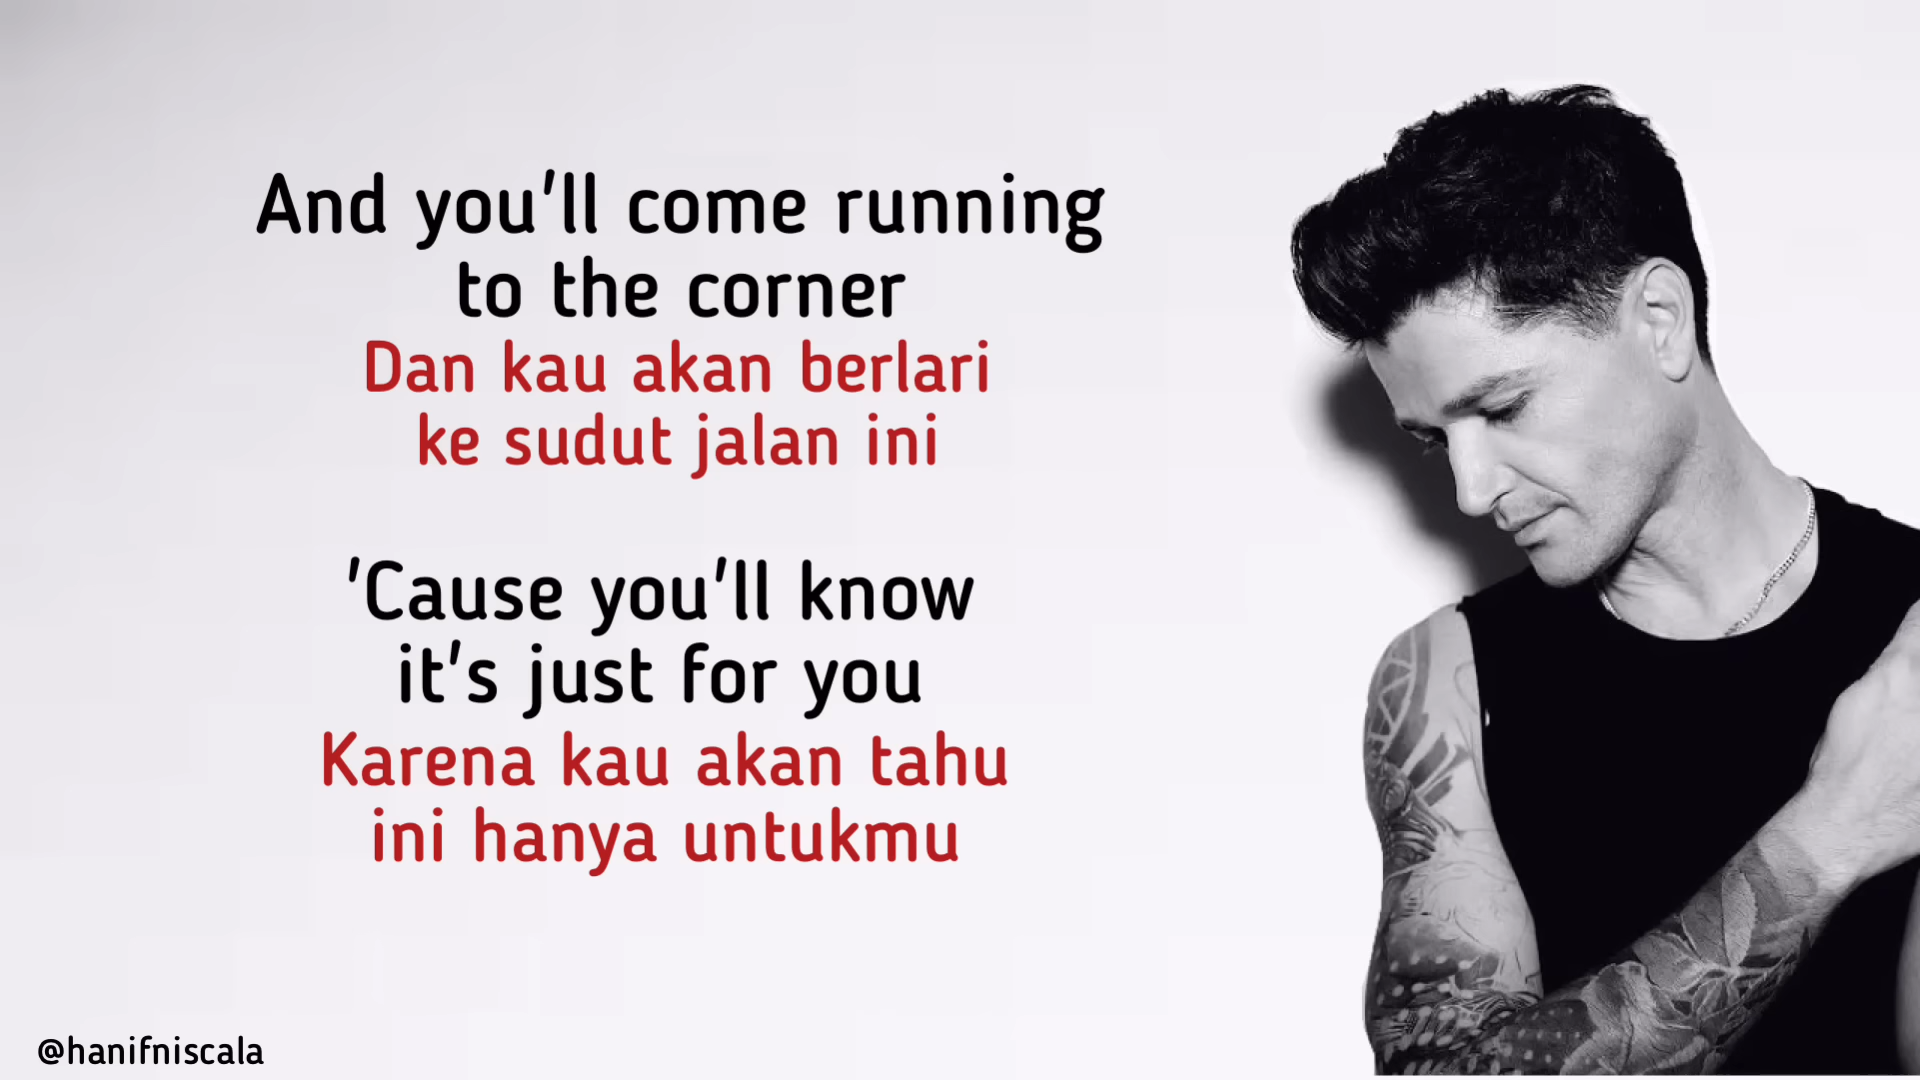 And you'll come running
to the corner
Dan kau akan berlari
ke sudut jalan ini
'Cause you'll know
it's just for you
Karena kau akan tahu
ini hanya untukmu
@hanifniscala